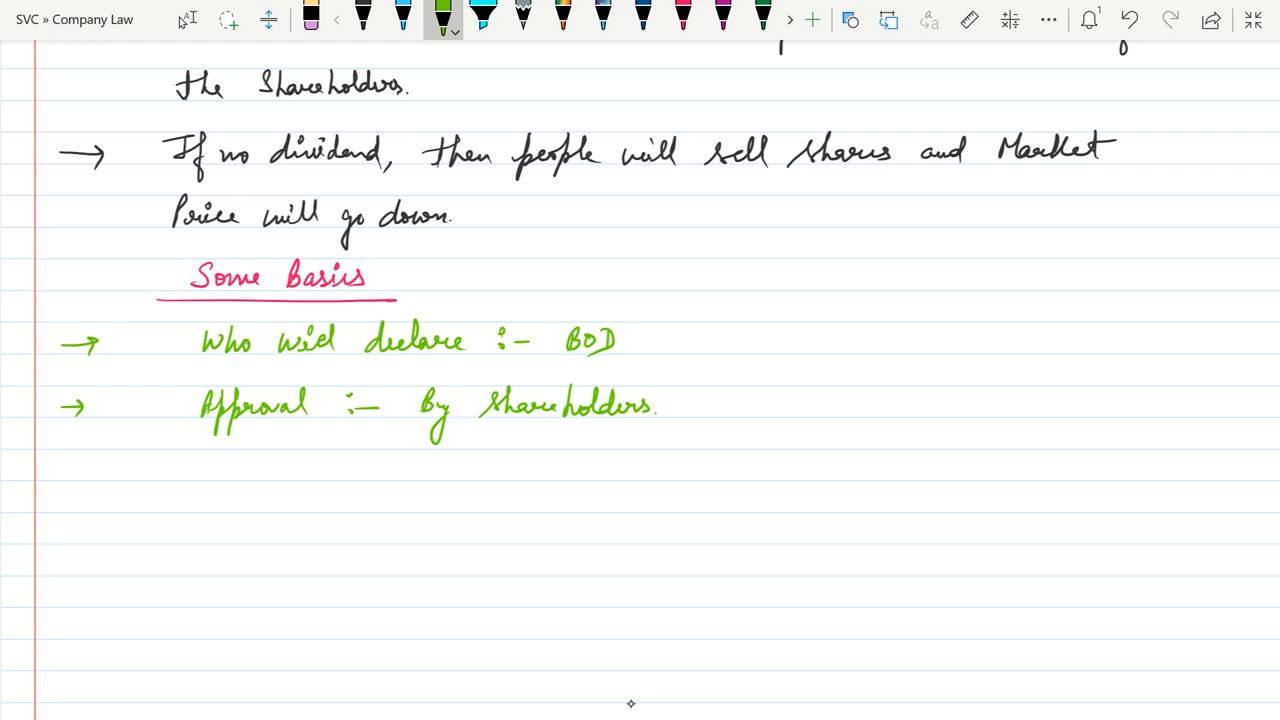 SVC » Company Law
the Shareholders.
→ If no dividend, then people will sell shares and Market
Price will go down.
Some Basics
→ Who will declare :- BOD
→ Approval :- By Shareholders.